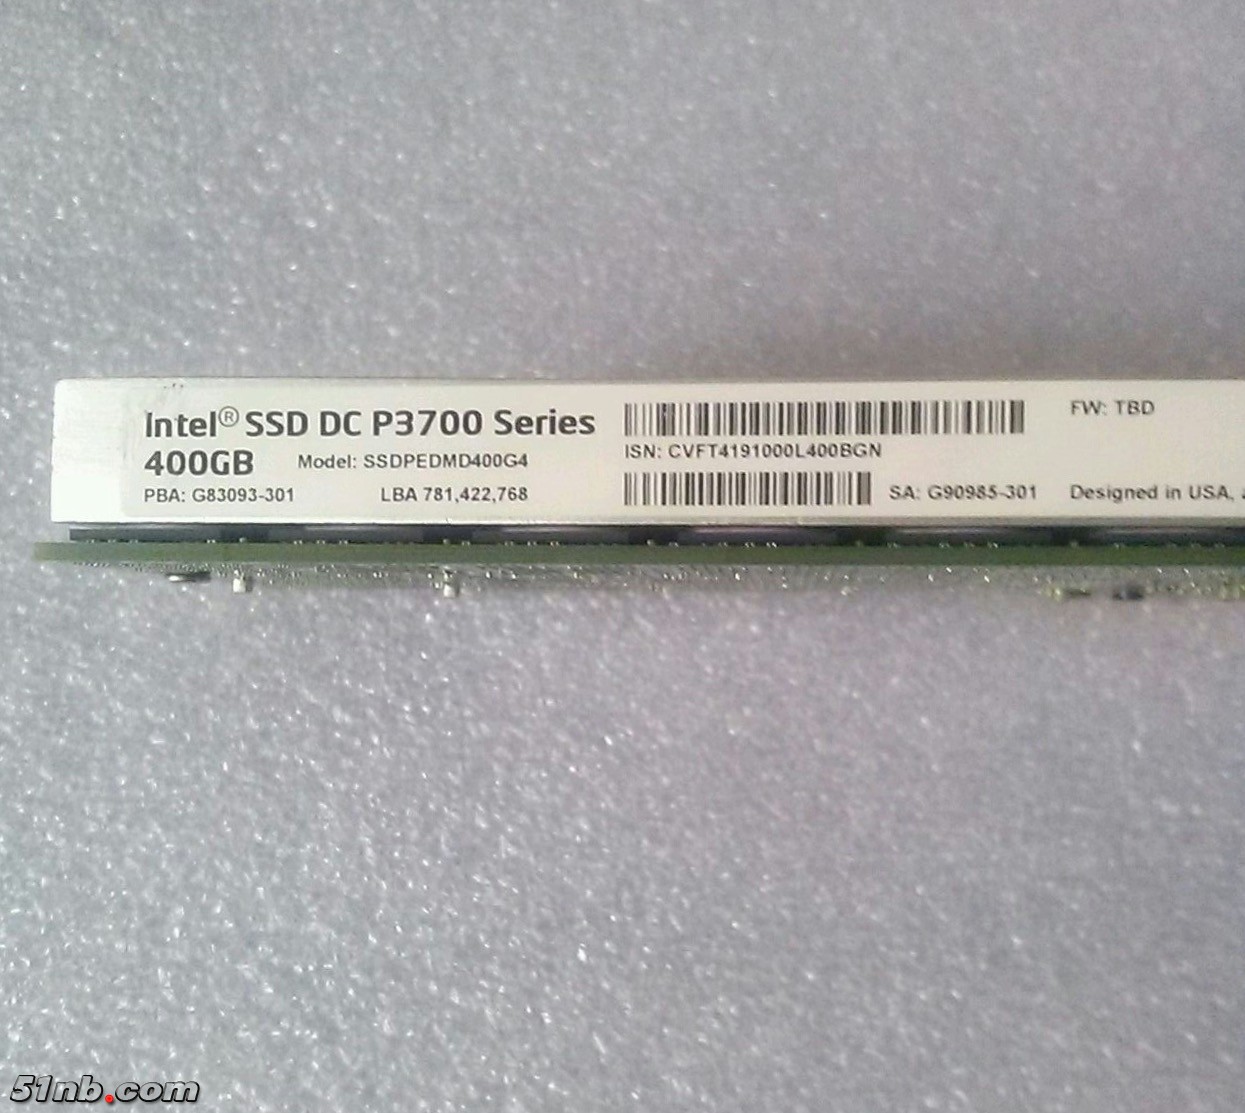 Intel® SSD DC P3700 Series
400GB Model: SSDPEDMD400G4
PBA: G83093-301 LBA 781,422,768
ISN: CVFT4191000L400BGN
SA: G90985-301
FW: TBD
Designed in USA,
51nb.com